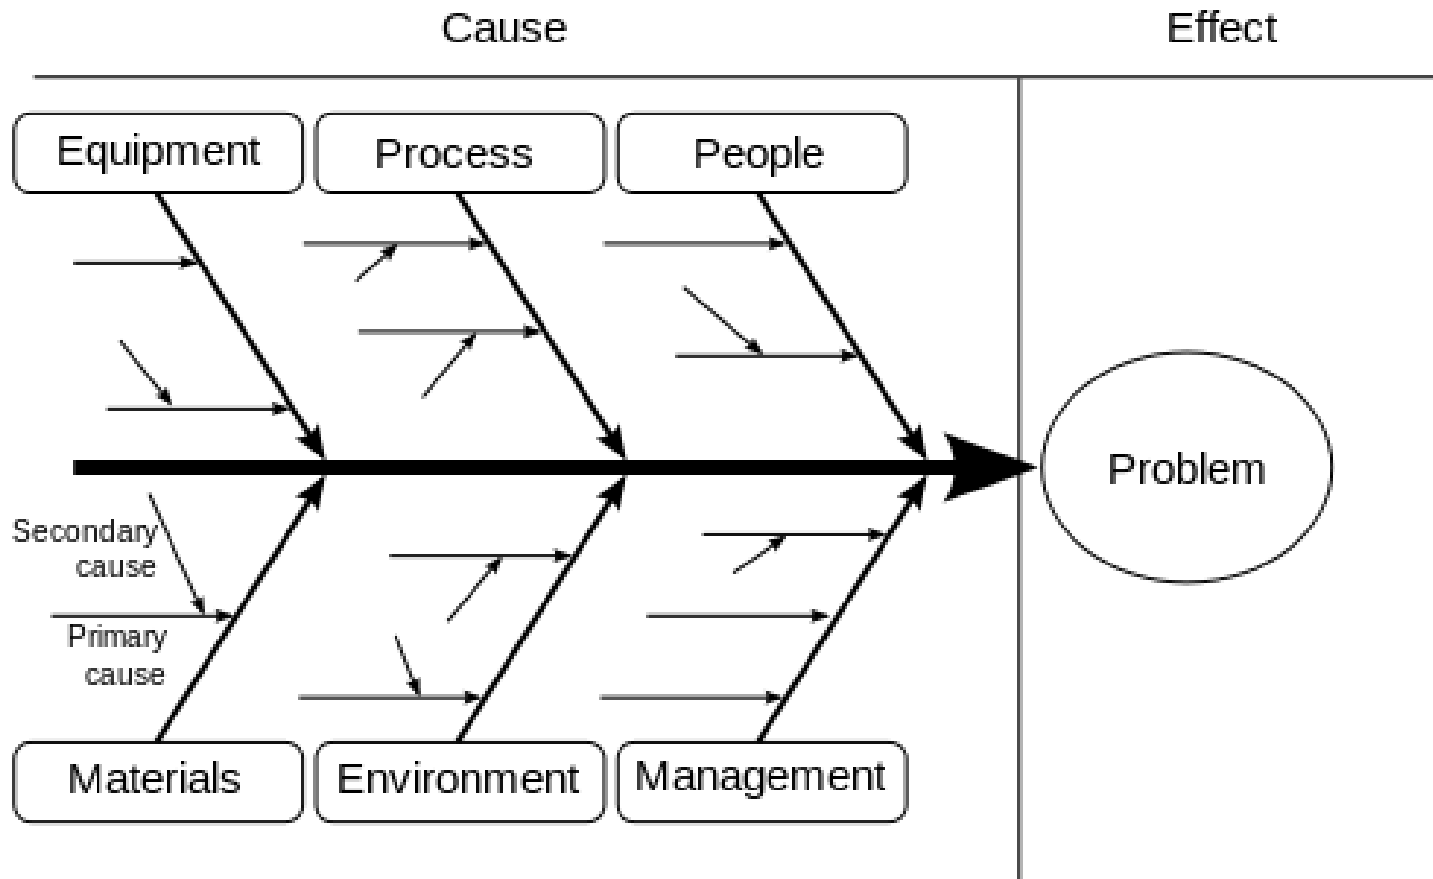 Cause
Effect
Equipment
Process
People
Problem
Secondary
cause
Primary
cause
Materials
Environment
Management